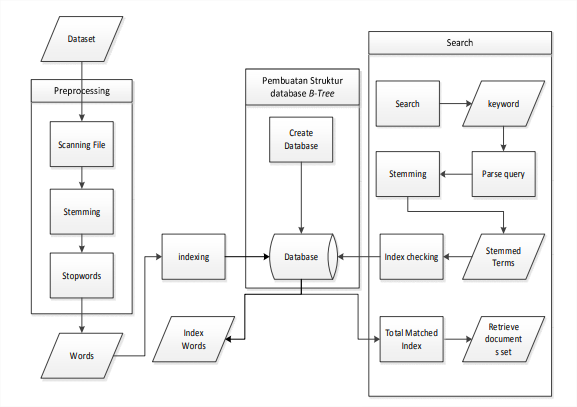 Dataset
Preprocessing
Scanning File
Stemming
Stopwords
Words
indexing
Index
Words
Pembuatan Struktur
database B-Tree
Create
Database
Database
Search
Search
keyword
Parse query
Stemming
Stemmed
Terms
Index checking
Total Matched
Index
Retrieve
document
s set